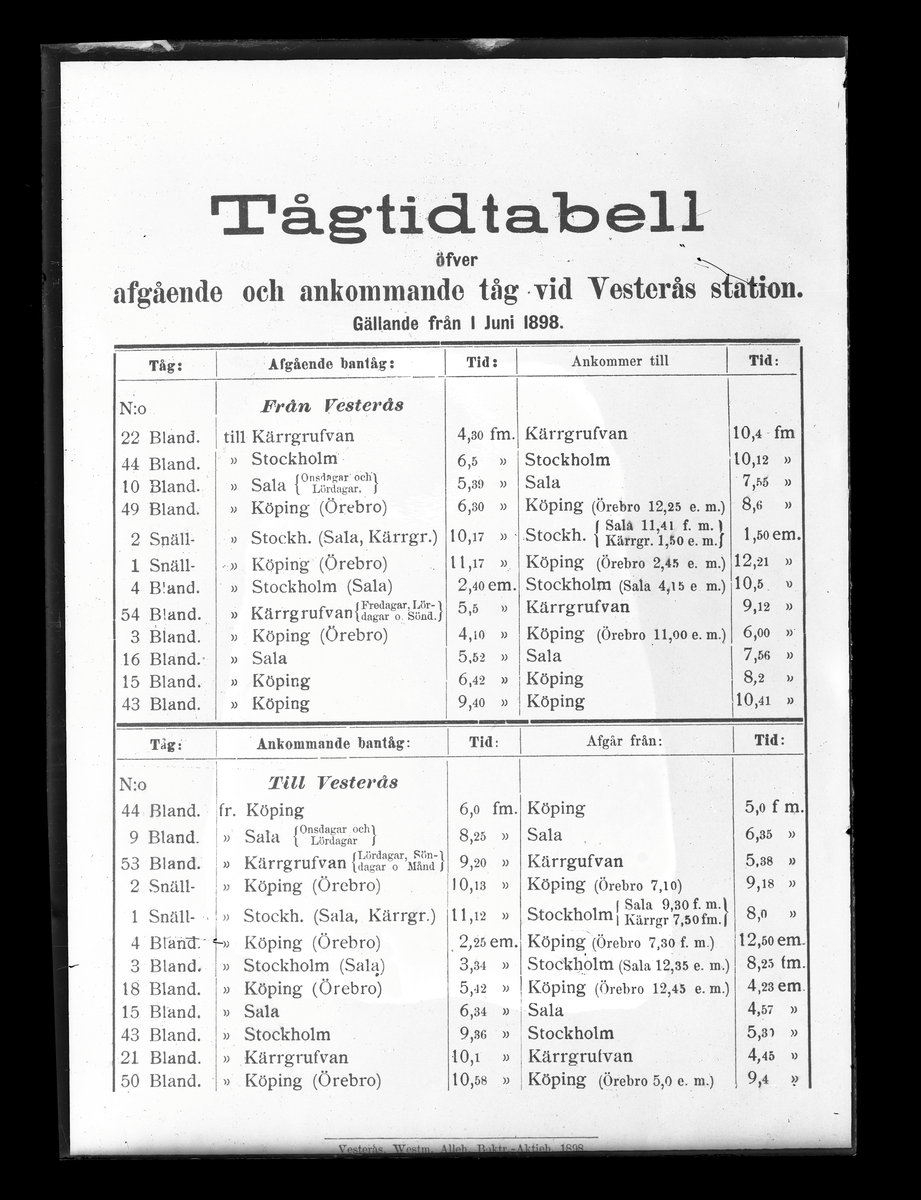 Tågtidtabell
öfver
afgående och ankommande tåg vid Vesterås station.
Gällande från 1 Juni 1898.
Tåg: Afgående bantåg: Tid: Ankommer till Tid:
N:o Från Vesterås
22 Bland. till Kärrgrufvan 4,30 fm. Kärrgrufvan 10,4 fm
44 Bland. » Stockholm 6,5 » Stockholm 10,12 »
10 Bland. » Sala {Onsdagar och Lördagar.} 5,39 » Sala 7,55 »
49 Bland. » Köping (Örebro) 6,30 » Köping (Örebro 12,25 e. m.) 8,6 »
2 Snäll- » Stockh. (Sala, Kärrgr.) 10,17 » Stockh. {Sala 11,41 f. m. Kärrgr. 1,50 e. m.} 1,50 em.
1 Snäll- » Köping (Örebro) 11,17 » Köping (Örebro 2,45 e. m.) 12,21 »
4 Bland. » Stockholm (Sala) 2,40 em. Stockholm (Sala 4,15 e. m.) 10,5 »
54 Bland. » Kärrgrufvan {Fredagar, Lör- dagar o. Sönd.} 5,5 » Kärrgrufvan 9,12 »
3 Bland. » Köping (Örebro) 4,10 » Köping (Örebro 11,00 e. m.) 6,00 »
16 Bland. » Sala 5,52 » Sala 7,56 »
15 Bland. » Köping 6,42 » Köping 8,2 »
43 Bland. » Köping 9,40 » Köping 10,41 »
Tåg: Ankommande bantåg: Tid: Afgår från: Tid:
N:o Till Vesterås
44 Bland. fr. Köping 6,0 fm. Köping 5,0 f m.
9 Bland. » Sala {Onsdagar och Lördagar} 8,25 » Sala 6,35 »
53 Bland. » Kärrgrufvan {Lördagar, Sön- dagar o Månd} 9,20 » Kärrgufvan 5,38 »
2 Snäll- » Köping (Örebro) 10,13 » Köping (Örebro 7,10) 9,18 »
1 Snäll- » Stockh. (Sala, Kärrgr.) 11,12 » Stockholm {Sala 9,30 f. m. Kärrgr 7,50 fm.} 8,0 »
4 Bland. » Köping (Örebro) 2,25 em. Köping (Örebro 7,30 f. m.) 12,50 em.
3 Bland. » Stockholm (Sala) 3,34 » Stockholm (Sala 12,35 e. m.) 8,25 fm.
18 Bland. » Köping (Örebro) 5,42 » Köping (Örebro 12,45 e. m.) 4,23 em.
15 Bland. » Sala 6,34 » Sala 4,57 »
43 Bland. » Stockholm 9,36 » Stockholm 5,31 »
21 Bland. » Kärrgrufvan 10,1 » Kärrgrufvan 4,45 »
50 Bland. » Köping (Örebro) 10,58 » Köping (Örebro 5,0 e. m.) 9,4 »
Vesterås, Westm. Alleh. Boktr.-Aktieb. 1898